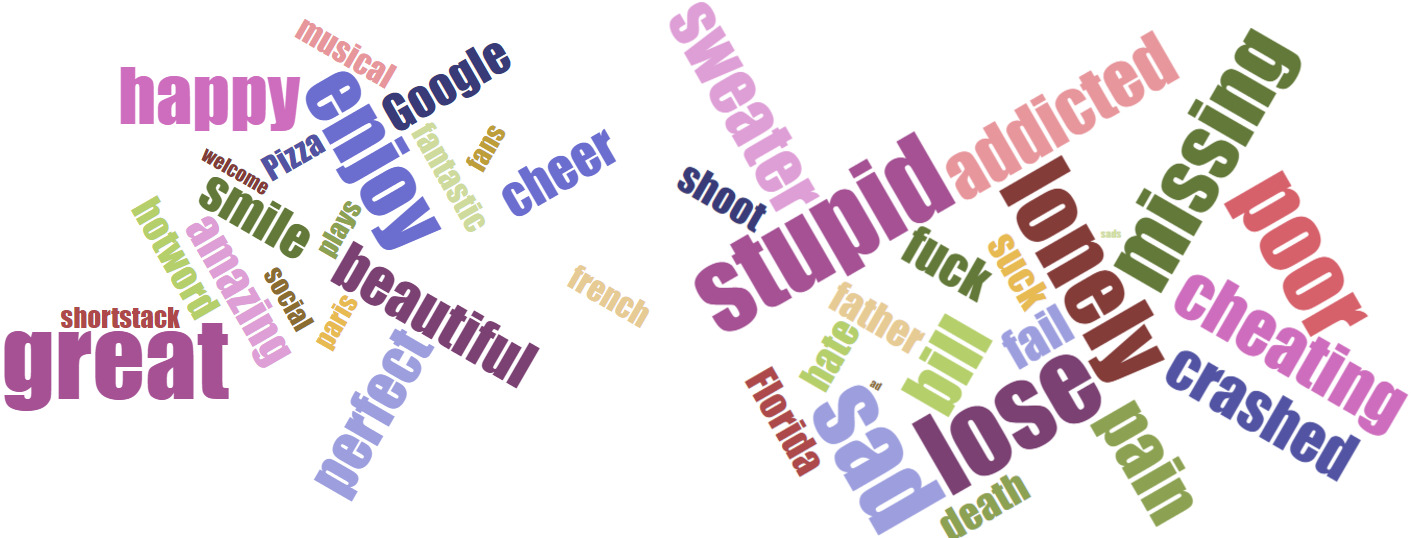 musical
Google
happy
enjoy
Pizza
fantastic
fans
cheer
welcome
smile
plays
hotword
amazing
social
paris
beautiful
french
shortstack
great
perfect
sweater
addicted
missing
shoot
stupid
lonely
poor
sads
fuck
suck
cheating
father
hate
bill
fail
crashed
Florida
ad
sad
lose
pain
death